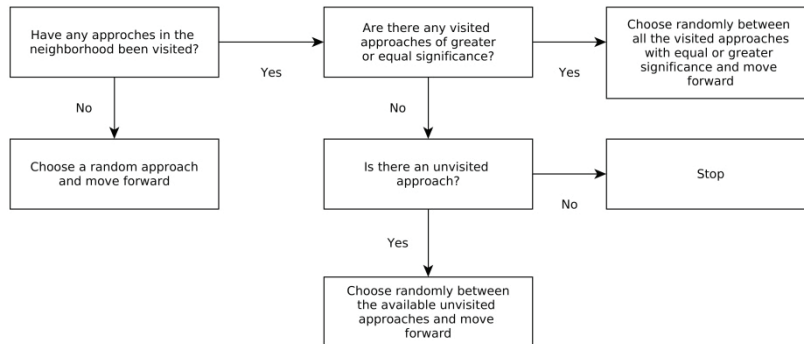 Have any approches in the
neighborhood been visited?
Yes
Are there any visited
approaches of greater
or equal significance?
Yes
Choose randomly between
all the visited approaches
with equal or greater
significance and move
forward
No
No
Choose a random approach
and move forward
Is there an unvisited
approach?
No
Stop
Yes
Choose randomly between
the available unvisited
approaches and move
forward